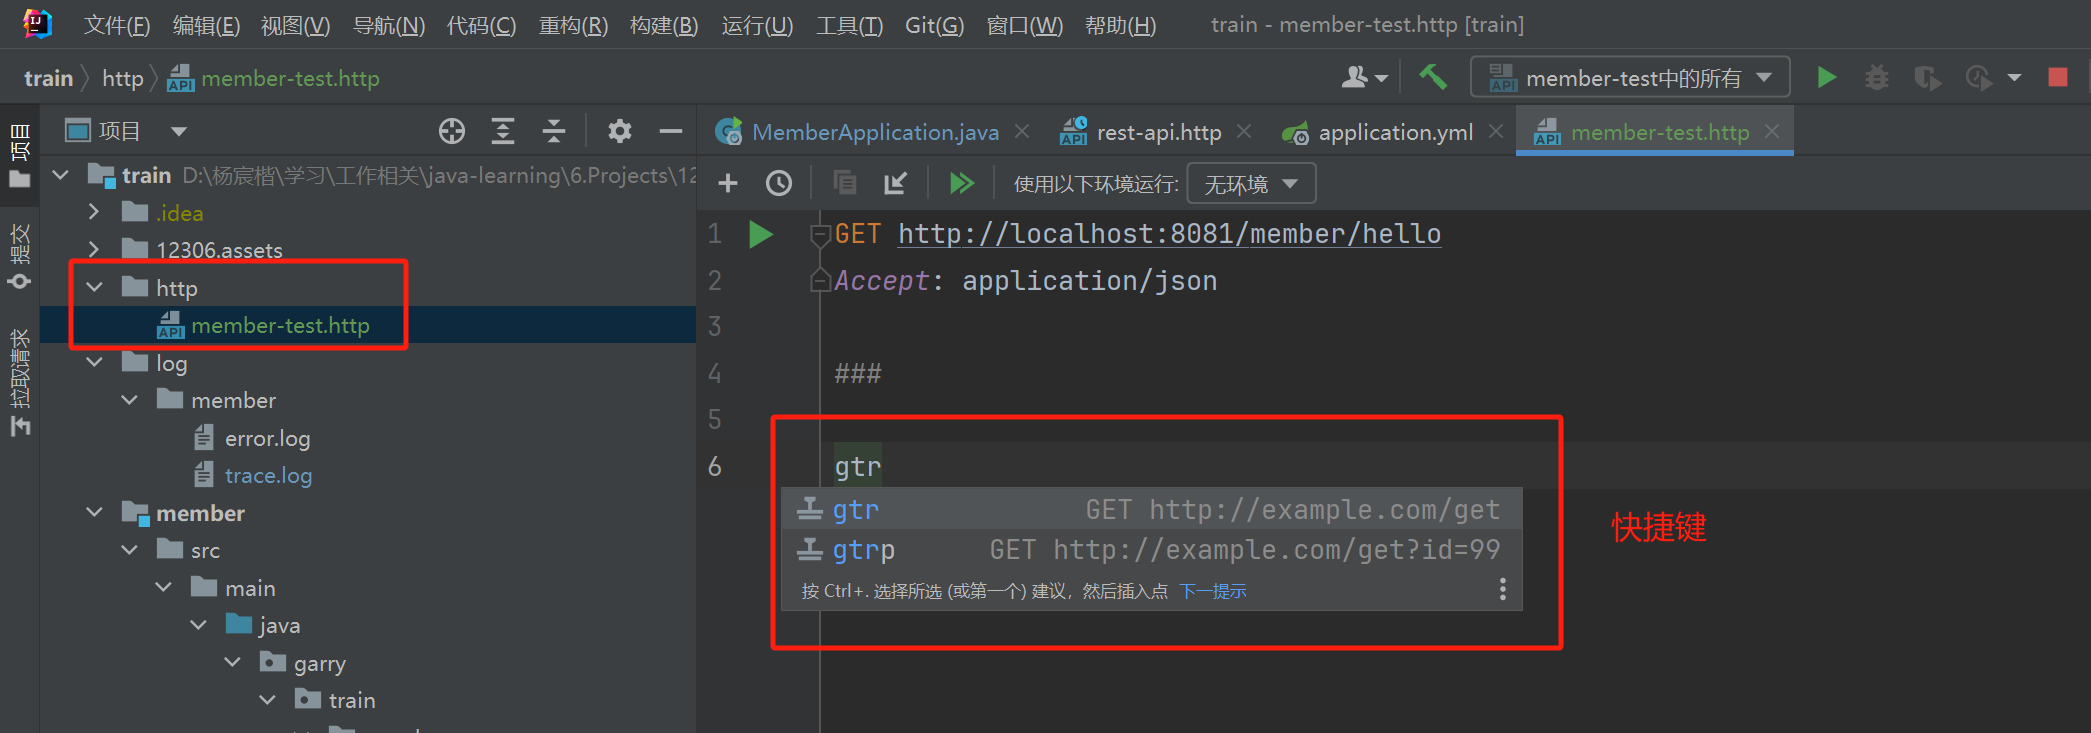 文件(F) 编辑(E) 视图(V) 导航(N) 代码(C) 重构(R) 构建(B) 运行(U) 工具(T) Git(G) 窗口(W) 帮助(H) train - member-test.http [train]
train http member-test.http member-test中的所有
项目
提交
拉取请求
项目
train D:\杨宸楷\学习\工作相关\java-learning\6.Projects\12
.idea
12306.assets
http
member-test.http
log
member
error.log
trace.log
member
src
main
java
garry
train
MemberApplication.java rest-api.http application.yml member-test.http
使用以下环境运行: 无环境
1 GET http://localhost:8081/member/hello
2 Accept: application/json
3
4 ###
5
6 gtr
gtr GET http://example.com/get
gtrp GET http://example.com/get?id=99
按 Ctrl+. 选择所选 (或第一个) 建议，然后插入点 下一提示
快捷键